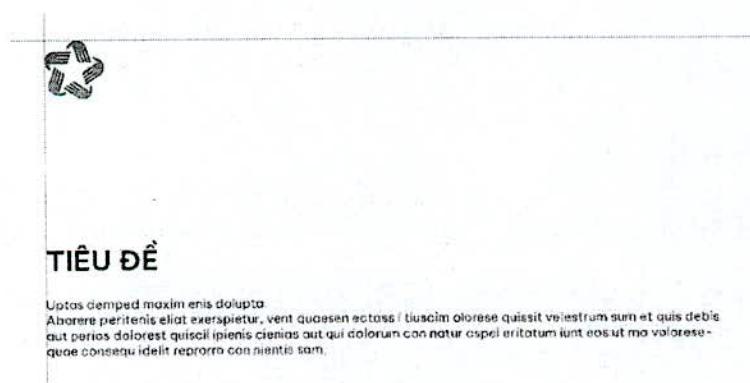 TIÊU ĐỀ
Uptas demped maxim enis dolupta
Aborere peritenis eliat exerspietur, vent quaesen ectass i tiuscim olorese quissit velestrum sum et quis debis
aut perios dolorest quiscil ipienis cienias aut qui dolorum con natur aspel eritatum iunt eos ut mo volorese-
quae consequ idelit reprorro con nientis sam,